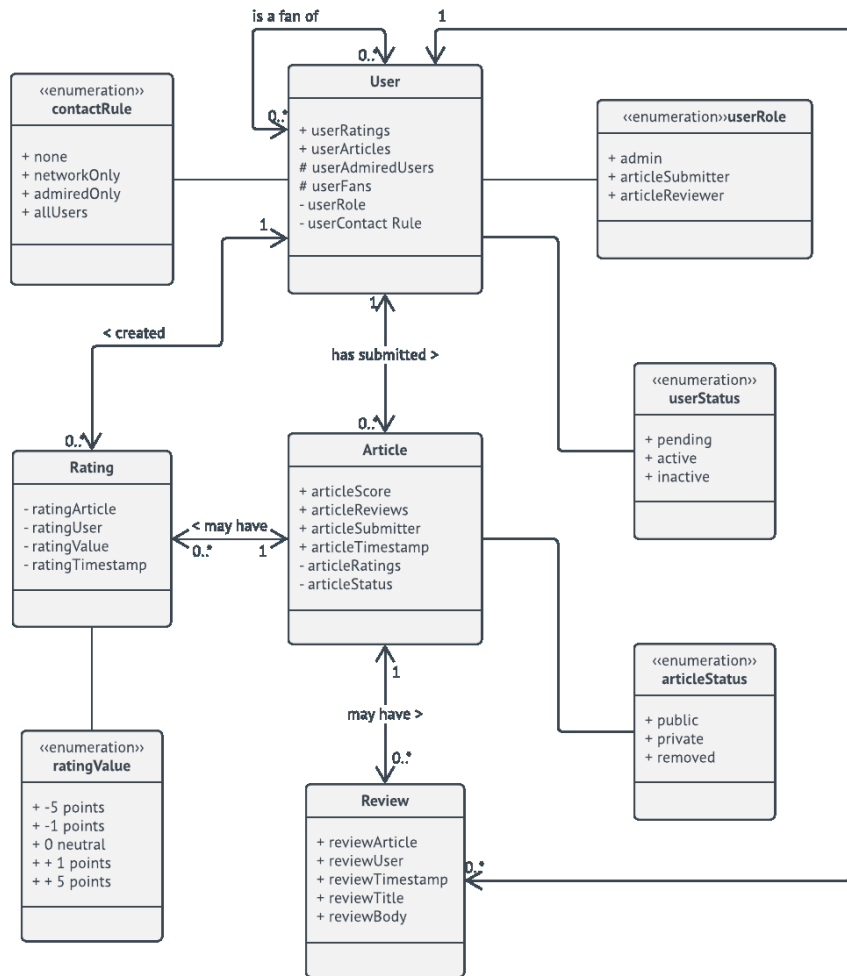 is a fan of
1
0..*
0..*
User
+ userRatings
+ userArticles
# userAdmiredUsers
# userFans
- userRole
- userContact Rule
‹‹enumeration››
contactRule
+ none
+ networkOnly
+ admiredOnly
+ allUsers
‹‹enumeration››userRole
+ admin
+ articleSubmitter
+ articleReviewer
1
< created
0..*
1
has submitted >
0..*
‹‹enumeration››
userStatus
+ pending
+ active
+ inactive
Rating
- ratingArticle
- ratingUser
- ratingValue
- ratingTimestamp
< may have
0..*
1
Article
+ articleScore
+ articleReviews
+ articleSubmitter
+ articleTimestamp
- articleRatings
- articleStatus
‹‹enumeration››
articleStatus
+ public
+ private
+ removed
1
may have >
0..*
‹‹enumeration››
ratingValue
+ -5 points
+ -1 points
+ 0 neutral
+ + 1 points
+ + 5 points
Review
+ reviewArticle
+ reviewUser
+ reviewTimestamp
+ reviewTitle
+ reviewBody
0..*